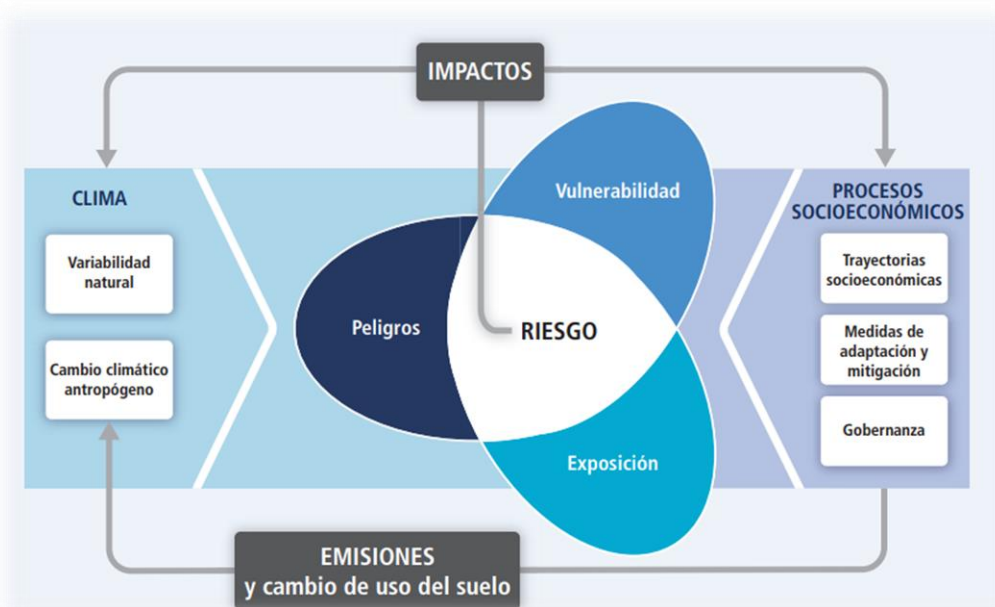 IMPACTOS
CLIMA
Variabilidad
natural
Cambio climático
antropógeno
Peligros
Vulnerabilidad
RIESGO
Exposición
PROCESOS
SOCIOECONÓMICOS
Trayectorias
socioeconómicas
Medidas de
adaptación y
mitigación
Gobernanza
EMISIONES
y cambio de uso del suelo